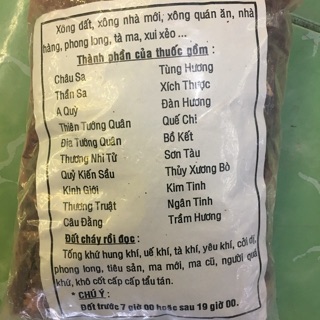 Xông đất, xông nhà mới, xông quán ăn, nhà
hàng, phong long, tà ma, xui xẻo ...
Thành phần của thuốc gồm :
Châu Sa Tùng Hương
Thần Sa Xích Thược
A Quỳ Đàn Hương
Thiên Tướng Quân Quế Chi
Địa Tướng Quân Bồ Kết
Thương Nhĩ Tử Sơn Tàu
Quỷ Kiến Sầu Thủy Xương Bồ
Kinh Giới Kim Tinh
Thương Truật Ngân Tinh
Câu Đằng Trầm Hương
Đốt cháy rồi đọc :
Tống khứ hung khí, uế khí, tà khí, yêu khí, cởi
phong long, tiêu sản, ma mới, ma cũ, người quá
khứ, khô cốt cấp cấp tẩu tán.
• CHÚ Ý:
Đốt trước 7 giờ 00 hoặc sau 19 giờ 00.